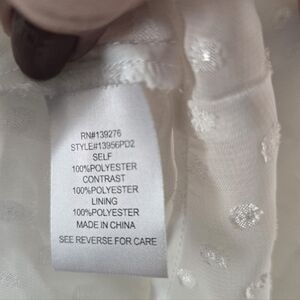 RN#139276
STYLE#13956PD2
SELF
100%POLYESTER
CONTRAST
100%POLYESTER
LINING
100%POLYESTER
MADE IN CHINA
SEE REVERSE FOR CARE